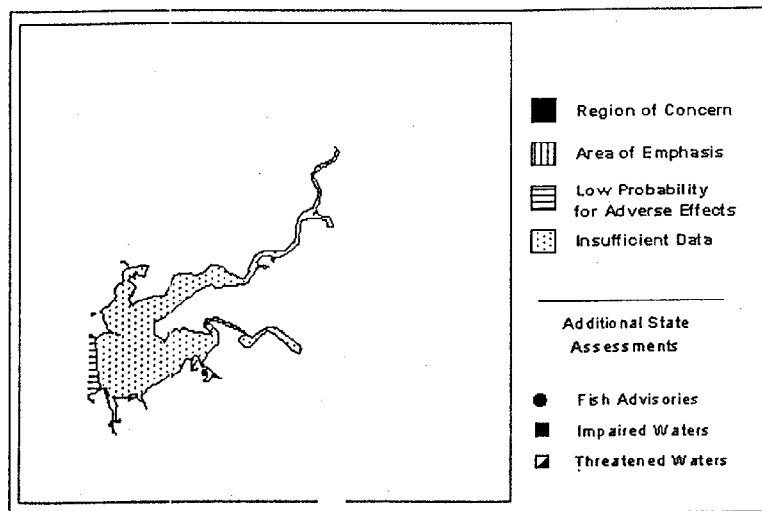 Region of Concern
Area of Emphasis
Low Probability
for Adverse Effects
Insufficient Data
Additional State
Assessments
Fish Advisories
Impaired Waters
Threatened Waters